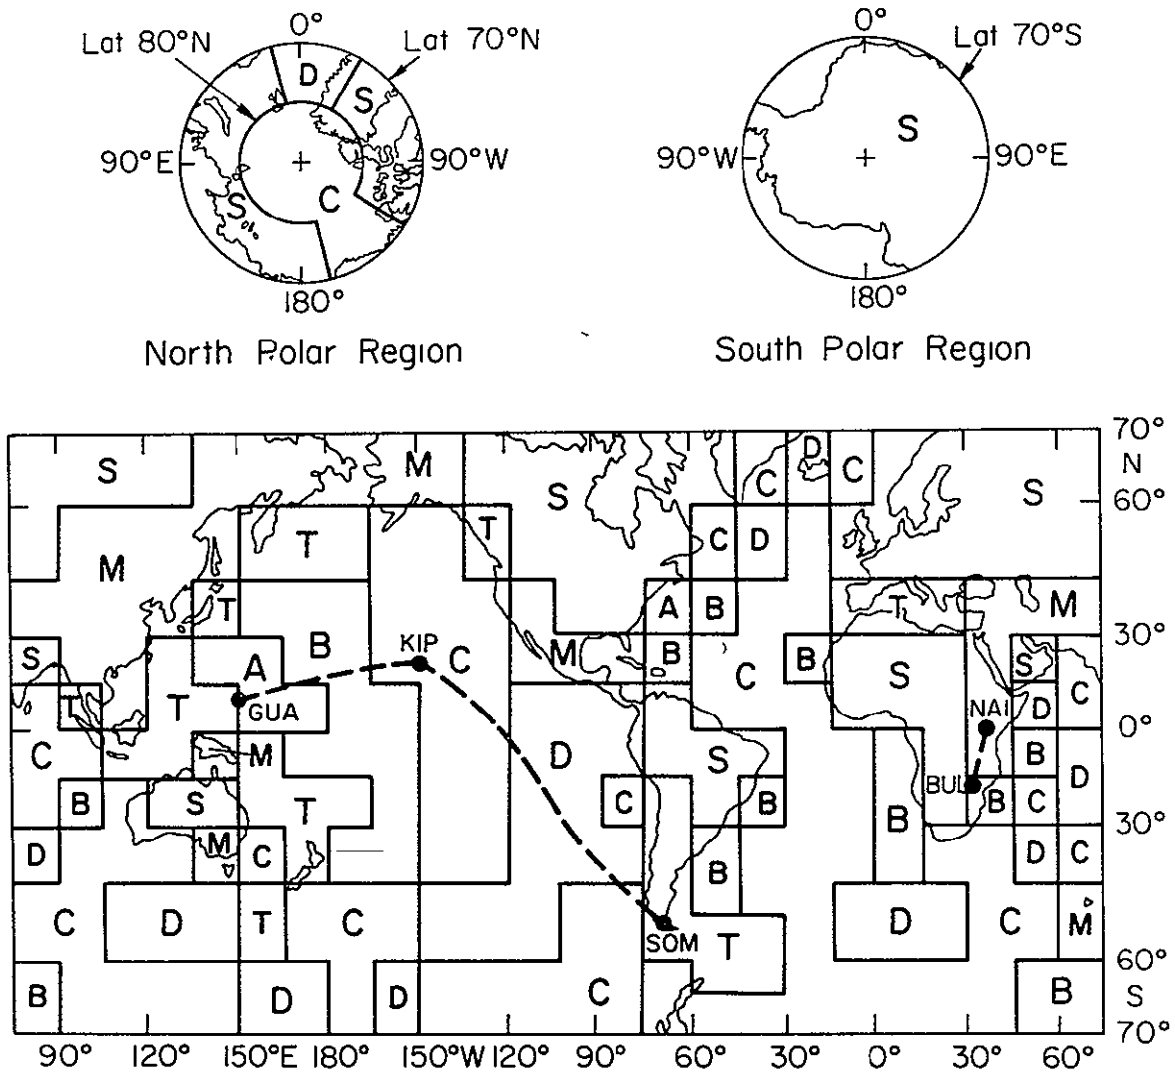 0° 0°
Lat 80°N Lat 70°N Lat 70°S
D
S S
90°E 90°W 90°W 90°E
S C
180° 180°
North Polar Region South Polar Region
70°
S M S C D C S N
60°
M T T C D
T A B T M 30°
S B KIP C M B C B S S
A C
T T GUA NAI D
C M D S B 0°
D
B S T C B BUL B C
B 30°
D M C B D C
C D T C SOM T D C M
60°
B D D C B S
70°
90° 120° 150°E 180° 150°W 120° 90° 60° 30° 0° 30° 60°